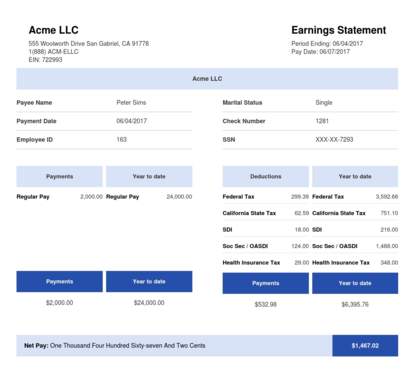 Acme LLC
Earnings Statement
555 Woolworth Drive San Gabriel, CA 91778
1(888) ACM-ELLC
EIN: 722993
Period Ending: 06/04/2017
Pay Date: 06/07/2017
Acme LLC
Payee Name Peter Sims Marital Status Single
Payment Date 06/04/2017 Check Number 1281
Employee ID 163 SSN XXX-XX-7293
Payments Year to date Deductions Year to date
Regular Pay 2,000.00 Regular Pay 24,000.00 Federal Tax 299.39 Federal Tax 3,592.66
California State Tax 62.59 California State Tax 751.10
SDI 18.00 SDI 216.00
Soc Sec / OASDI 124.00 Soc Sec / OASDI 1,488.00
Health Insurance Tax 29.00 Health Insurance Tax 348.00
Payments Year to date Payments Year to date
$2,000.00 $24,000.00 $532.98 $6,395.76
Net Pay: One Thousand Four Hundred Sixty-seven And Two Cents $1,467.02